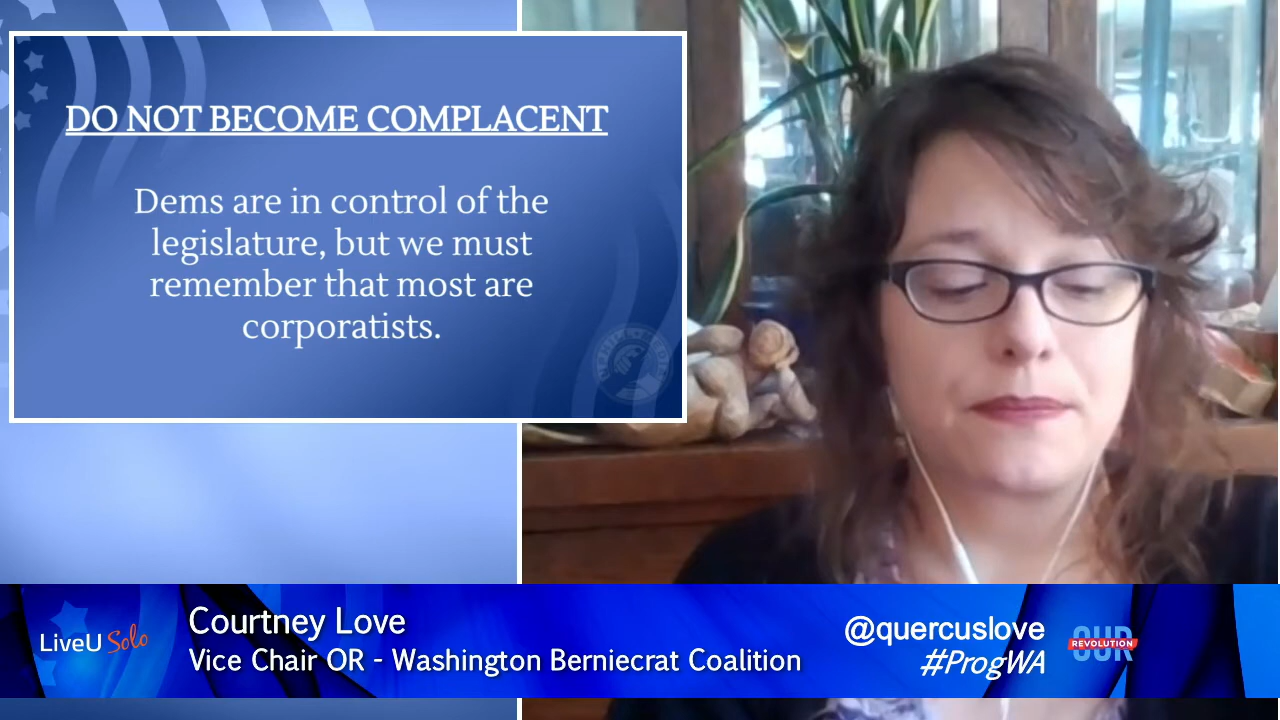 DO NOT BECOME COMPLACENT
Dems are in control of the
legislature, but we must
remember that most are
corporatists.
LiveU Solo
Courtney Love
Vice Chair OR - Washington Berniecrat Coalition
@quercuslove
#ProgWA
OUR
REVOLUTION